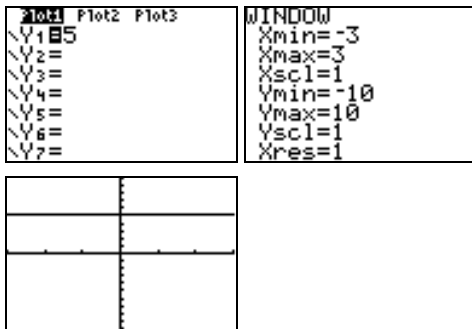 Plot1 Plot2 Plot3
\Y₁=5
\Y₂=
\Y₃=
\Y₄=
\Y₅=
\Y₆=
\Y₇=
WINDOW
Xmin=-3
Xmax=3
Xscl=1
Ymin=-10
Ymax=10
Yscl=1
Xres=1